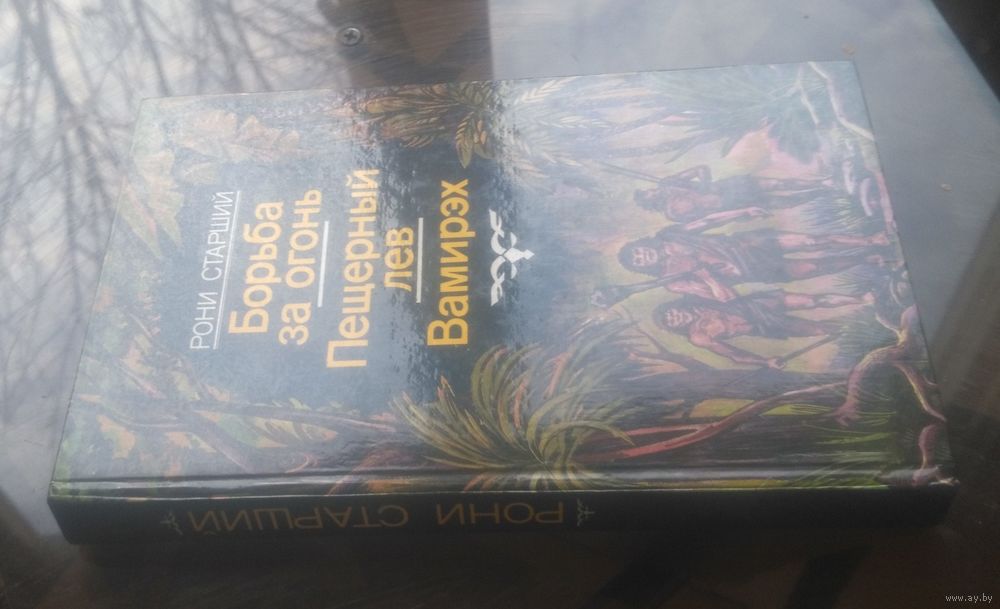 РОНИ СТАРШИЙ
Борьба
за огонь
Пещерный
лев
Вамирэх
РОНИ СТАРШИЙ
www.ay.by